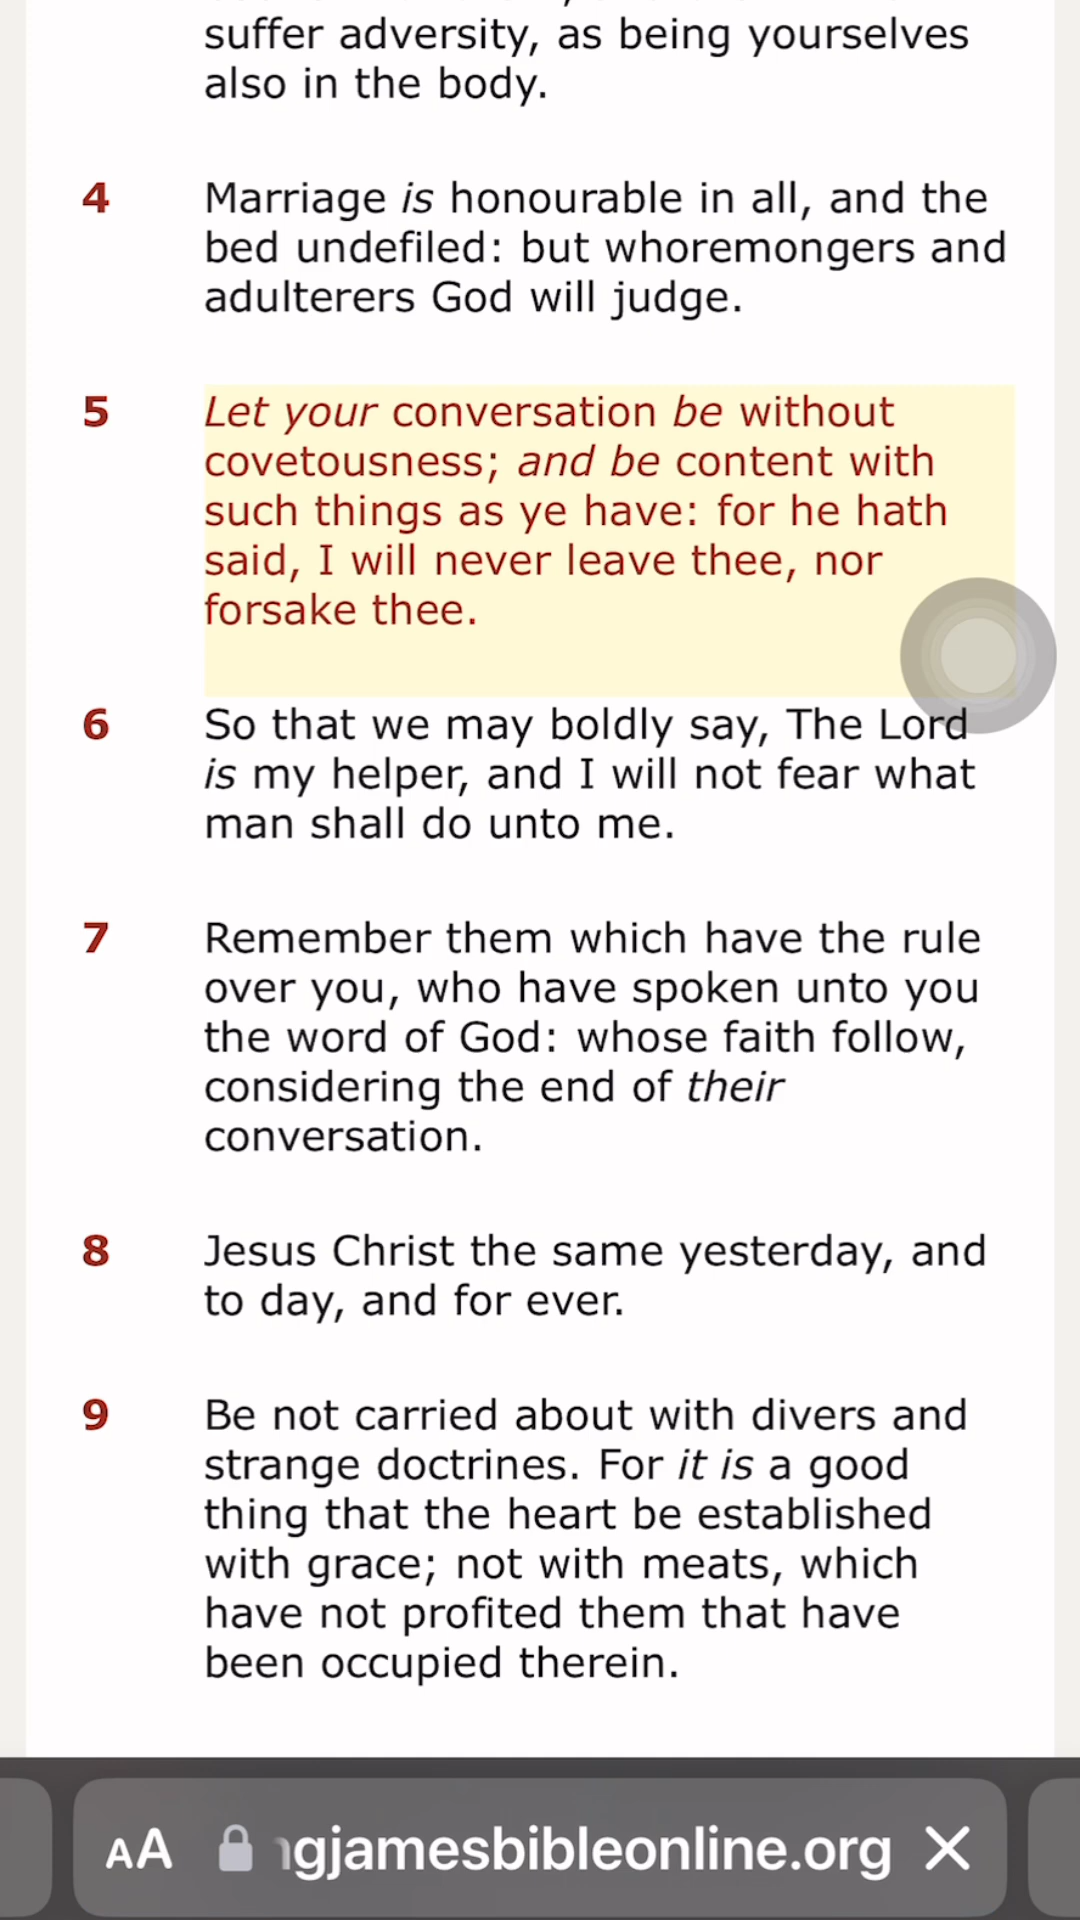 suffer adversity, as being yourselves
also in the body.
4 Marriage is honourable in all, and the
bed undefiled: but whoremongers and
adulterers God will judge.
5 Let your conversation be without
covetousness; and be content with
such things as ye have: for he hath
said, I will never leave thee, nor
forsake thee.
6 So that we may boldly say, The Lord
is my helper, and I will not fear what
man shall do unto me.
7 Remember them which have the rule
over you, who have spoken unto you
the word of God: whose faith follow,
considering the end of their
conversation.
8 Jesus Christ the same yesterday, and
to day, and for ever.
9 Be not carried about with divers and
strange doctrines. For it is a good
thing that the heart be established
with grace; not with meats, which
have not profited them that have
been occupied therein.
AA ngjamesbibleonline.org